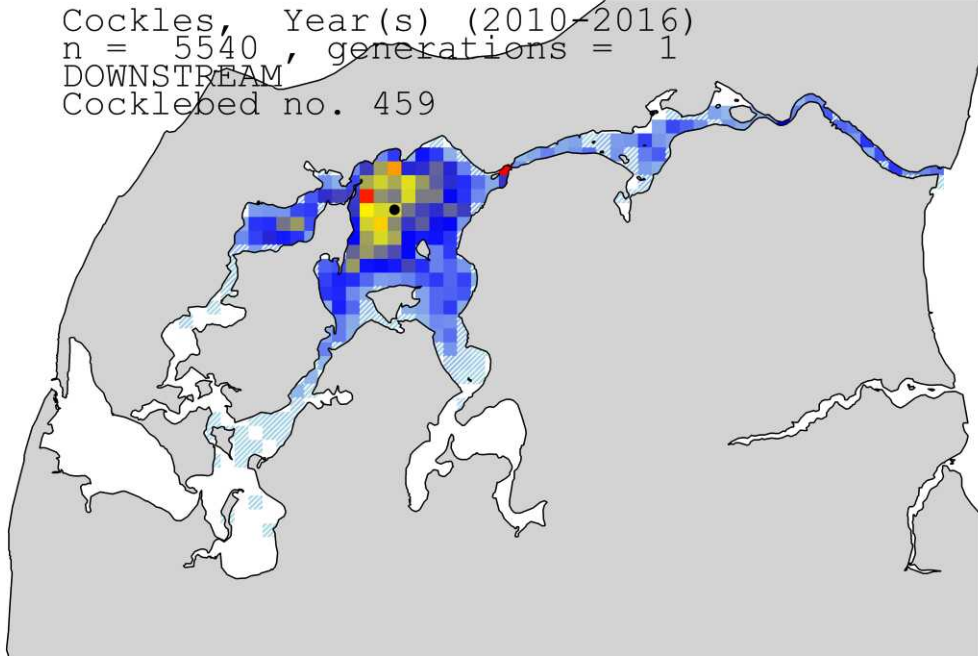 Cockles, Year(s) (2010-2016)
n = 5540 , generations = 1
DOWNSTREAM
Cocklebed no. 459